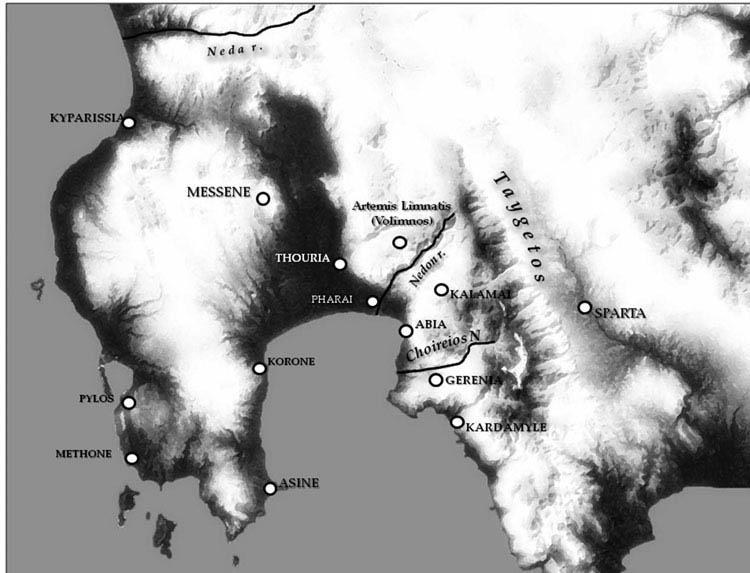 Neda r.
KYPARISSIA
MESSENE
Artemis Limnatis
(Volimnos)
Taygetos
THOURIA
Nedon r.
PHARAI
KALAMAI
SPARTA
ABIA
Choireios N
KORONE
GERENIA
PYLOS
KARDAMYLE
METHONE
ASINE